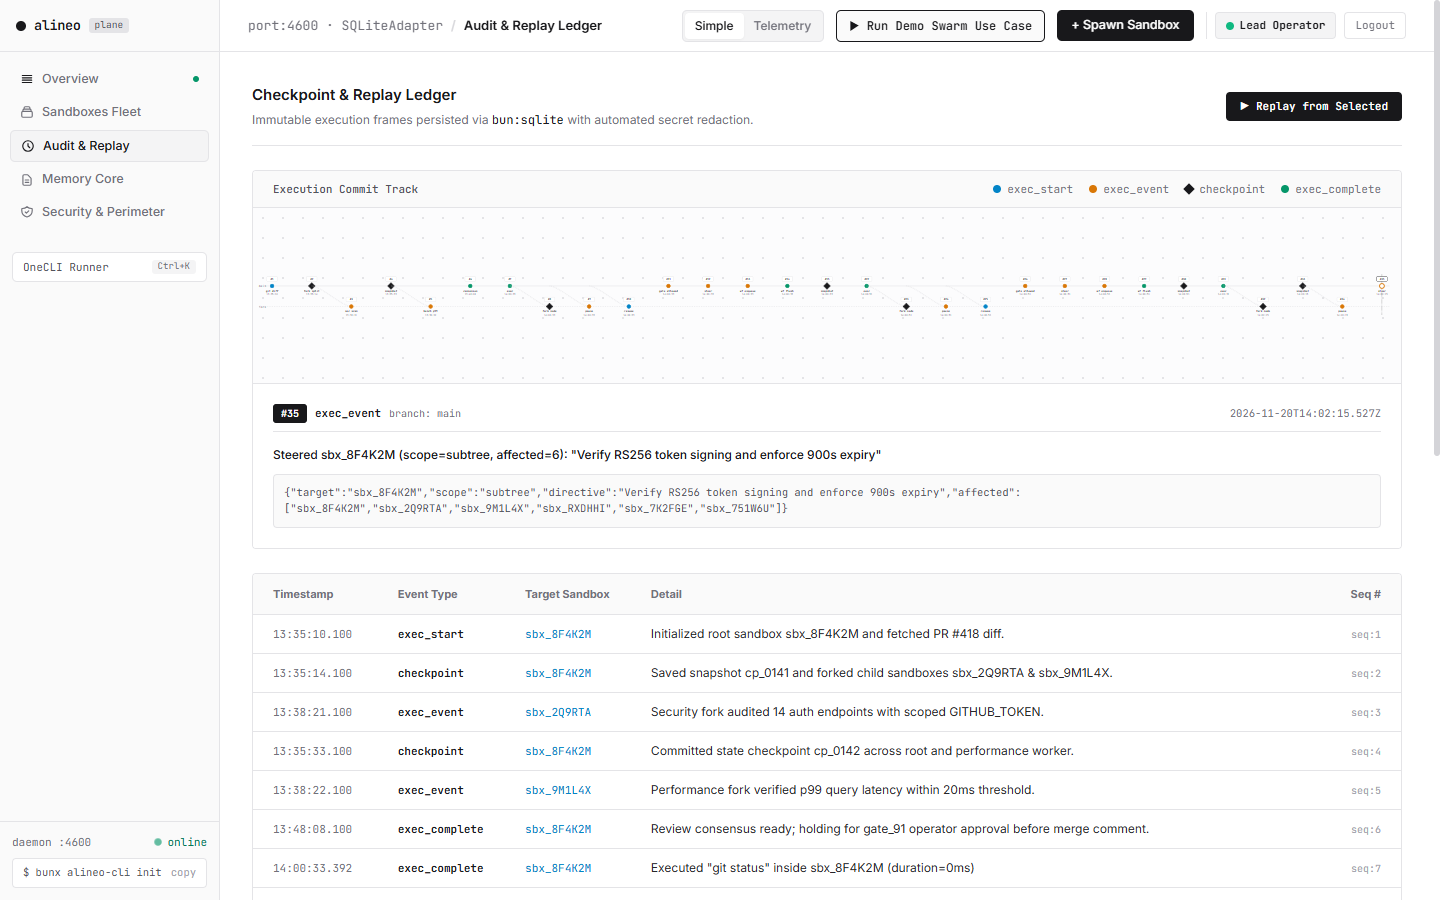 alineo plane
port:4600 · SQLiteAdapter / Audit & Replay Ledger
Simple Telemetry
▶ Run Demo Swarm Use Case
+ Spawn Sandbox
Lead Operator
Logout
Overview
Sandboxes Fleet
Audit & Replay
Memory Core
Security & Perimeter
OneCLI Runner Ctrl+K
daemon :4600 online
$ bunx alineo-cli init copy
Checkpoint & Replay Ledger
Immutable execution frames persisted via bun:sqlite with automated secret redaction.
▶ Replay from Selected
Execution Commit Track
exec_start exec_event checkpoint exec_complete
#35 exec_event branch: main 2026-11-20T14:02:15.527Z
Steered sbx_8F4K2M (scope=subtree, affected=6): "Verify RS256 token signing and enforce 900s expiry"
{"target":"sbx_8F4K2M","scope":"subtree","directive":"Verify RS256 token signing and enforce 900s expiry","affected":
["sbx_8F4K2M","sbx_2Q9RTA","sbx_9M1L4X","sbx_RXDHHI","sbx_7K2FGE","sbx_751W6U"]}
Timestamp Event Type Target Sandbox Detail Seq #
13:35:10.100 exec_start sbx_8F4K2M Initialized root sandbox sbx_8F4K2M and fetched PR #418 diff. seq:1
13:35:14.100 checkpoint sbx_8F4K2M Saved snapshot cp_0141 and forked child sandboxes sbx_2Q9RTA & sbx_9M1L4X. seq:2
13:38:21.100 exec_event sbx_2Q9RTA Security fork audited 14 auth endpoints with scoped GITHUB_TOKEN. seq:3
13:35:33.100 checkpoint sbx_8F4K2M Committed state checkpoint cp_0142 across root and performance worker. seq:4
13:38:22.100 exec_event sbx_9M1L4X Performance fork verified p99 query latency within 20ms threshold. seq:5
13:48:08.100 exec_complete sbx_8F4K2M Review consensus ready; holding for gate_91 operator approval before merge comment. seq:6
14:00:33.392 exec_complete sbx_8F4K2M Executed "git status" inside sbx_8F4K2M (duration=0ms) seq:7